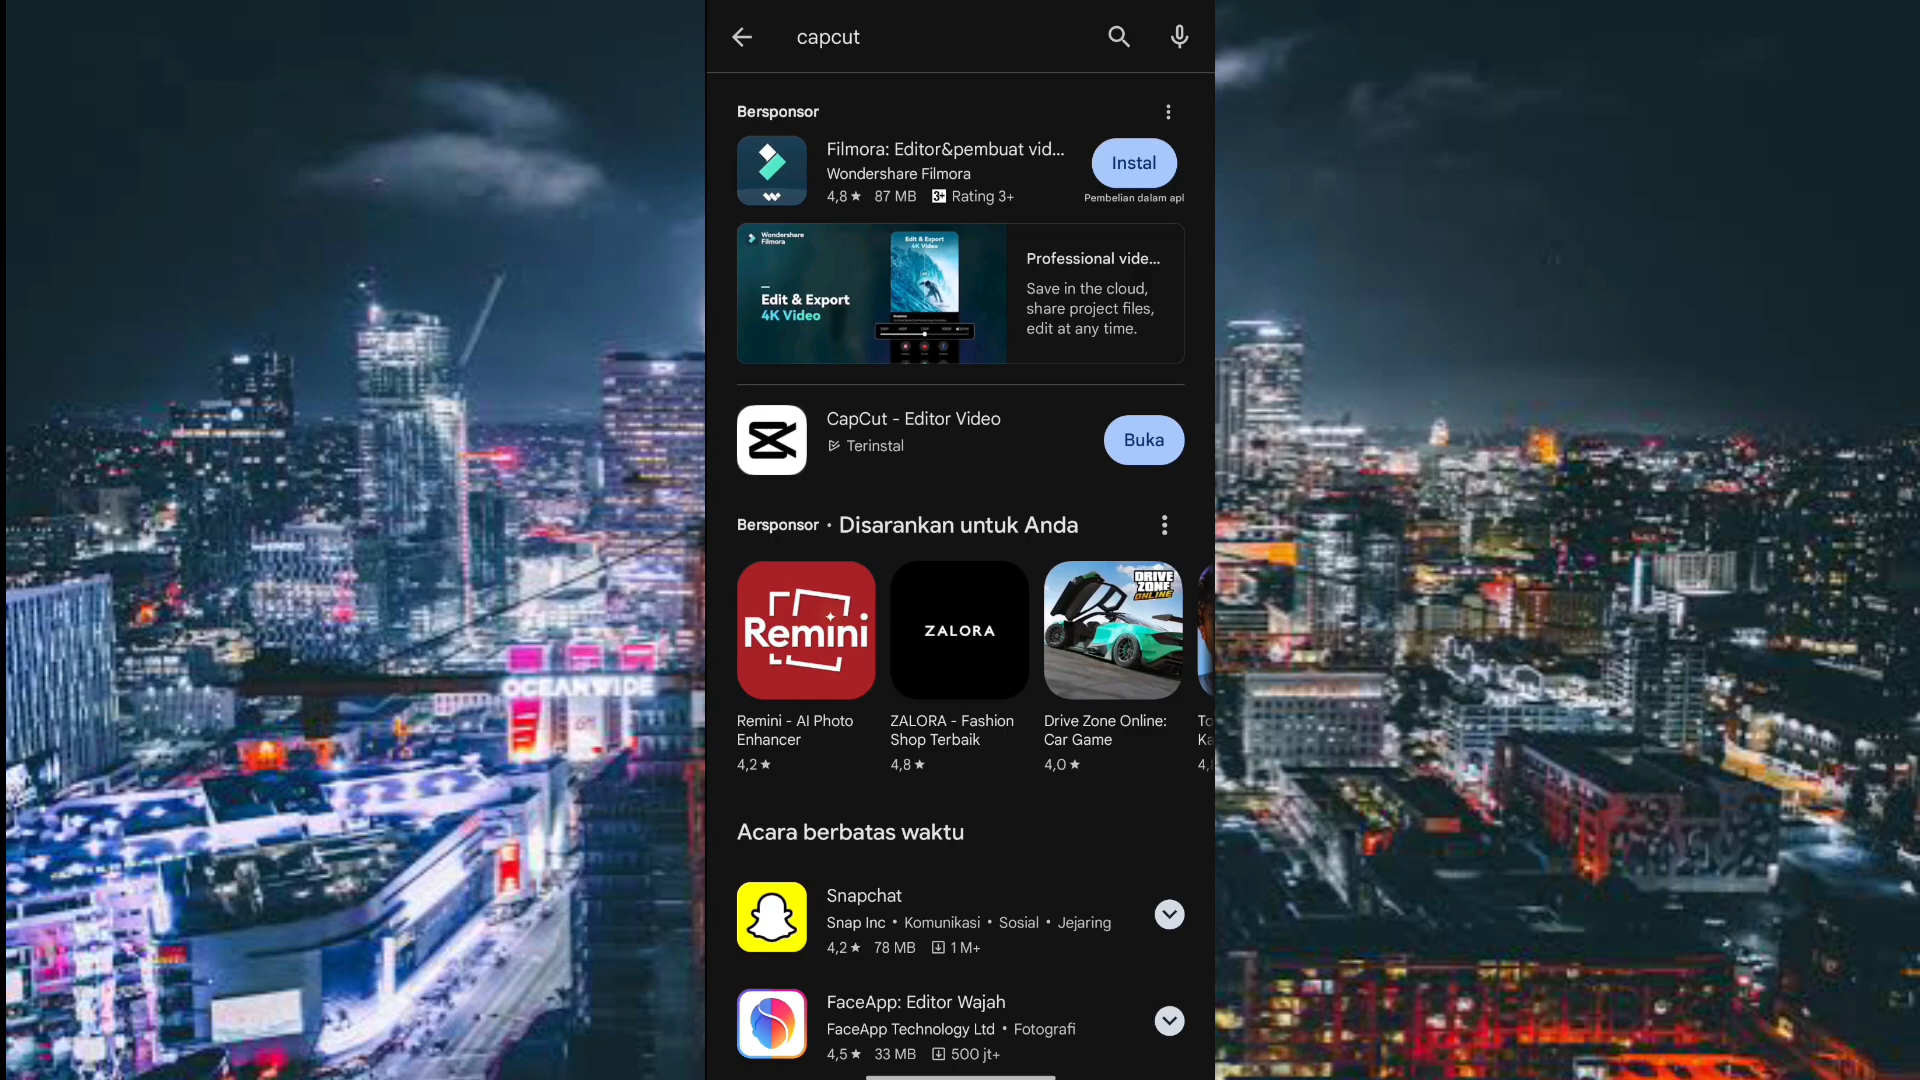 capcut
Bersponsor
Filmora: Editor&pembuat vid...
Wondershare Filmora
4,8★ 87 MB 3+ Rating 3+
Instal
Pembelian dalam apl
Wondershare
Filmora
Edit & Export
4K Video
Edit & Export
4K Video
Professional vide...
Save in the cloud,
share project files,
edit at any time.
CapCut - Editor Video
Terinstal
Buka
Bersponsor • Disarankan untuk Anda
Remini
ZALORA
DRIVE
ZONE
ONLINE
Remini - AI Photo
Enhancer
4,2★
ZALORA - Fashion
Shop Terbaik
4,8★
Drive Zone Online:
Car Game
4,0★
Acara berbatas waktu
Snapchat
Snap Inc • Komunikasi • Sosial • Jejaring
4,2★ 78 MB 1 M+
FaceApp: Editor Wajah
FaceApp Technology Ltd • Fotografi
4,5★ 33 MB 500 jt+
OCEANWIDE